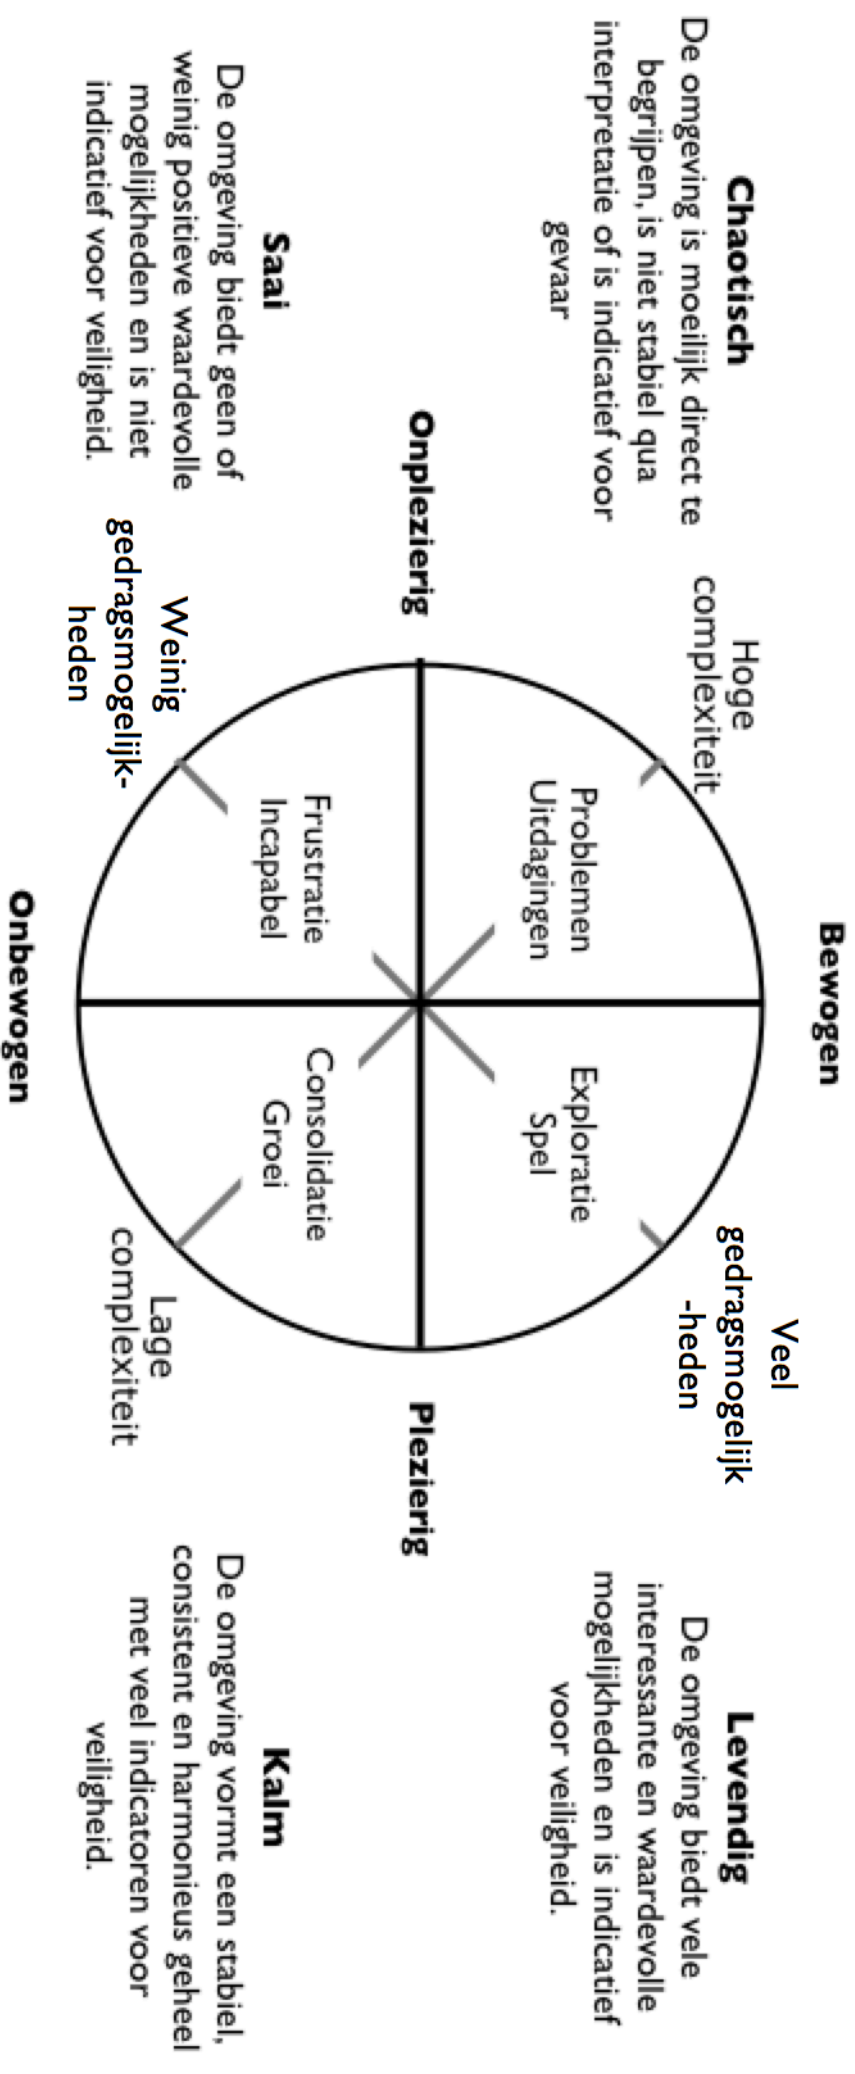 Bewogen
Chaotisch
De omgeving is moeilijk direct te
begrijpen, is niet stabiel qua
interpretatie of is indicatief voor
gevaar
Hoge
complexiteit
Veel
gedragsmogelijk
-heden
Levendig
De omgeving biedt vele
interessante en waardevolle
mogelijkheden en is indicatief
voor veiligheid.
Problemen
Uitdagingen
Exploratie
Spel
Onplezierig
Plezierig
Saai
De omgeving biedt geen of
weinig positieve waardevolle
mogelijkheden en is niet
indicatief voor veiligheid.
Frustratie
Incapabel
Consolidatie
Groei
Weinig
gedragsmogelijk-
heden
Lage
complexiteit
Kalm
De omgeving vormt een stabiel,
consistent en harmonieus geheel
met veel indicatoren voor
veiligheid.
Onbewogen